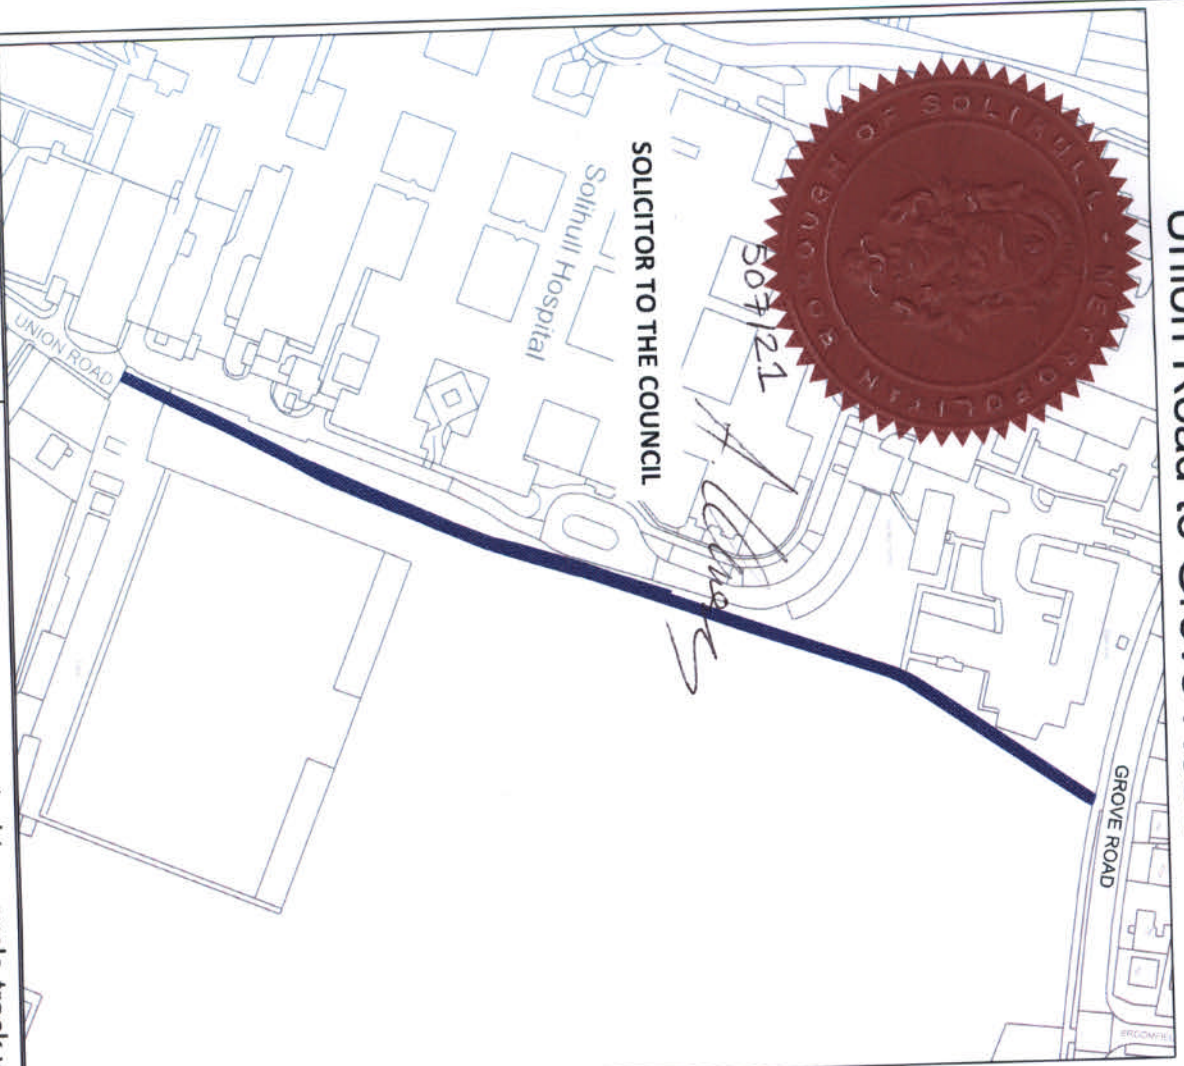 Union Road to Grove
BOROUGH OF SOLIHULL · METROPOLITAN
507/21
SOLICITOR TO THE COUNCIL
Solihull Hospital
UNION ROAD
GROVE ROAD